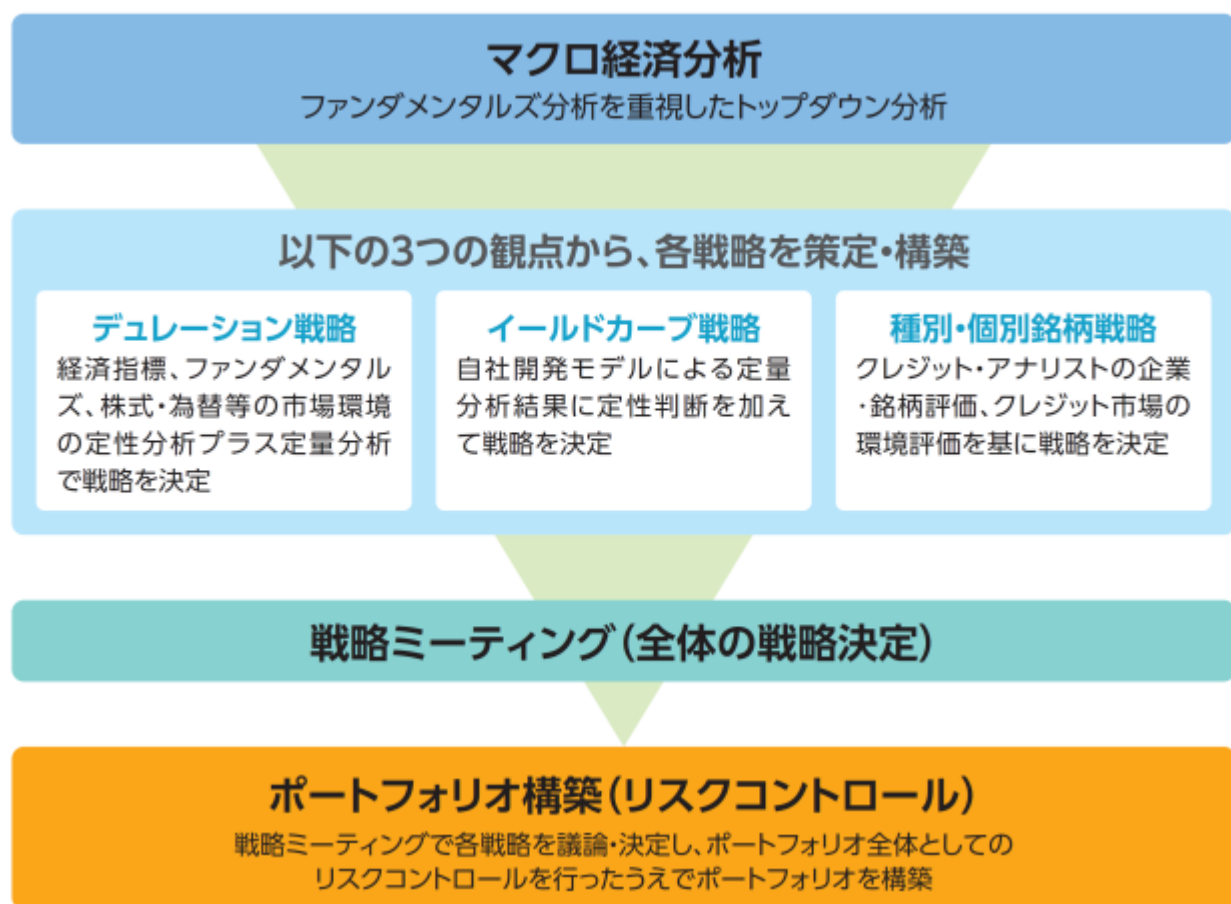 マクロ経済分析
ファンダメンタルズ分析を重視したトップダウン分析
以下の3つの観点から、各戦略を策定・構築
デュレーション戦略
経済指標、ファンダメンタル
ズ、株式・為替等の市場環境
の定性分析プラス定量分析
で戦略を決定
イールドカーブ戦略
自社開発モデルによる定量
分析結果に定性判断を加え
て戦略を決定
種別・個別銘柄戦略
クレジット・アナリストの企業
・銘柄評価、クレジット市場の
環境評価を基に戦略を決定
戦略ミーティング(全体の戦略決定)
ポートフォリオ構築(リスクコントロール)
戦略ミーティングで各戦略を議論・決定し、ポートフォリオ全体としての
リスクコントロールを行ったうえでポートフォリオを構築